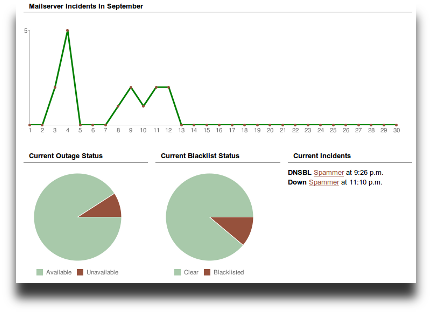 Mailserver Incidents In September
5
1 2 3 4 5 6 7 8 9 10 11 12 13 14 15 16 17 18 19 20 21 22 23 24 25 26 27 28 29 30
Current Outage Status
Current Blacklist Status
Current Incidents
DNSBL Spammer at 9:26 p.m.
Down Spammer at 11:10 p.m.
Available Unavailable
Clear Blacklisted